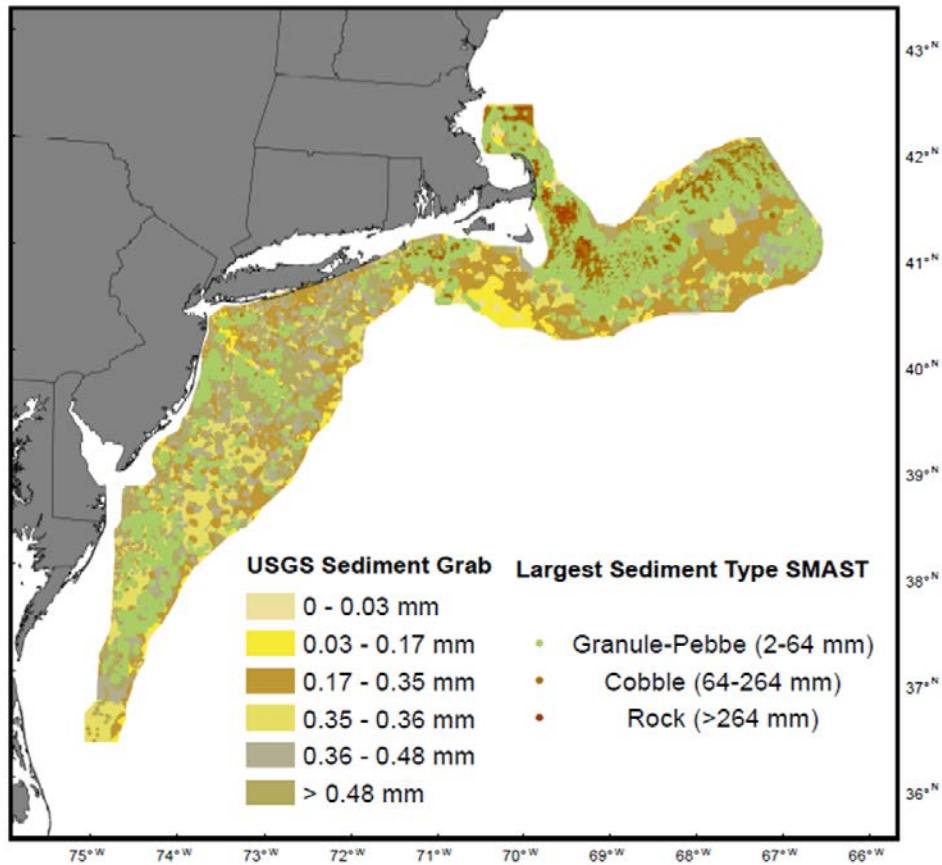 43°N
42°N
41°N
40°N
39°N
38°N
37°N
36°N
USGS Sediment Grab
0 - 0.03 mm
0.03 - 0.17 mm
0.17 - 0.35 mm
0.35 - 0.36 mm
0.36 - 0.48 mm
> 0.48 mm
Largest Sediment Type SMAST
Granule-Pebbe (2-64 mm)
Cobble (64-264 mm)
Rock (>264 mm)
75°W 74°W 73°W 72°W 71°W 70°W 69°W 68°W 67°W 66°W